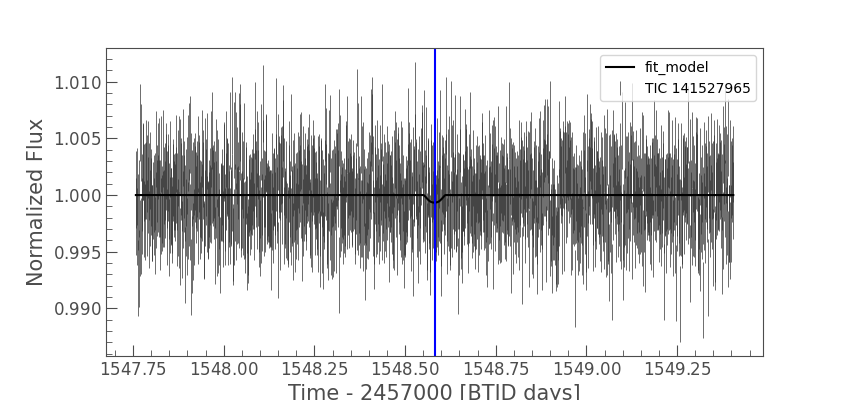 fit_model
TIC 141527965
1.010
1.005
1.000
0.995
0.990
Normalized Flux
1547.75 1548.00 1548.25 1548.50 1548.75 1549.00 1549.25
Time - 2457000 [BTJD days]